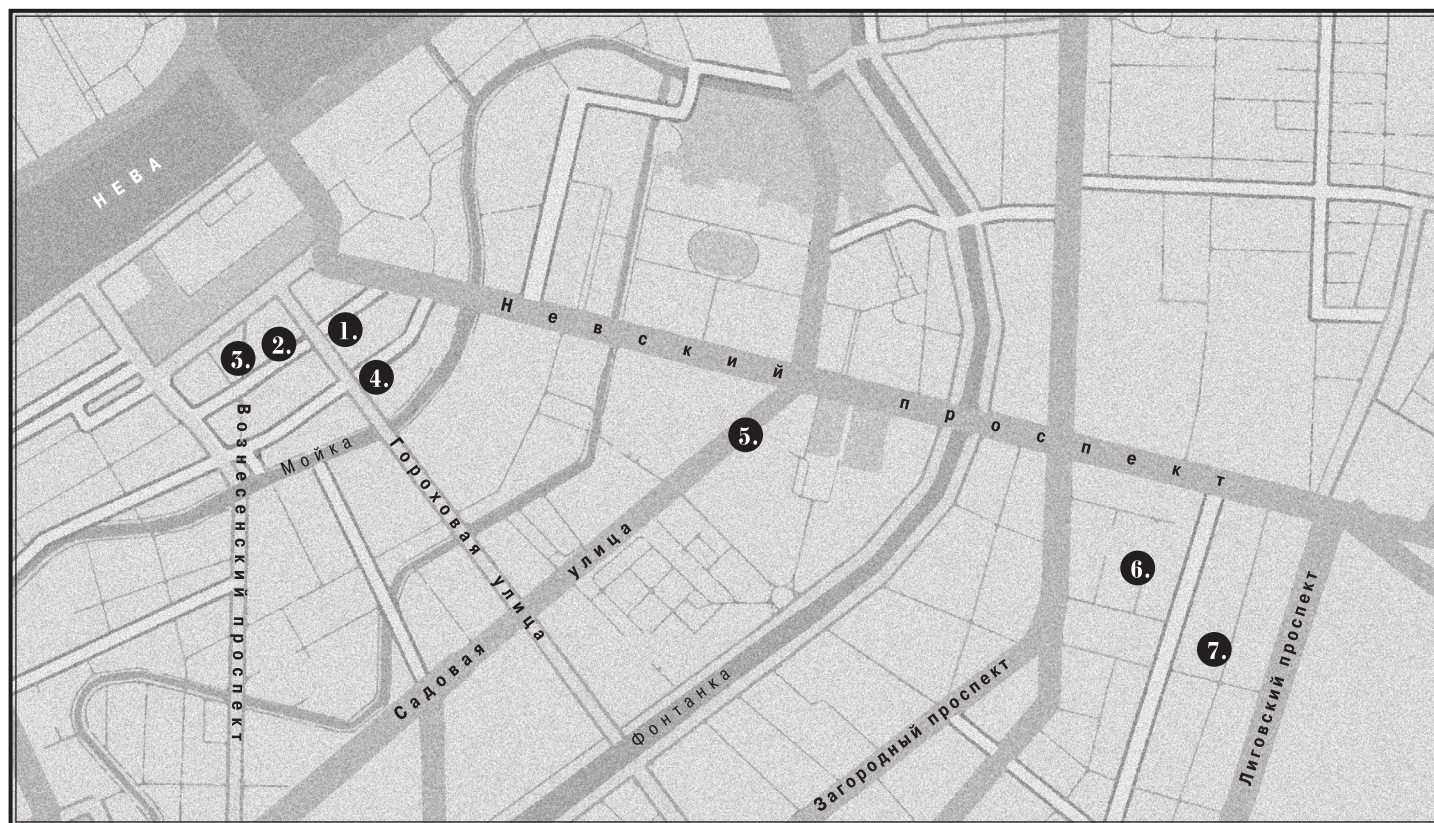 НЕВА
Невский проспект
1.
2.
3.
4.
Вознесенский проспект
Мойка
Гороховая улица
5.
Садовая улица
6.
7.
Фонтанка
Загородный проспект
Лиговский проспект